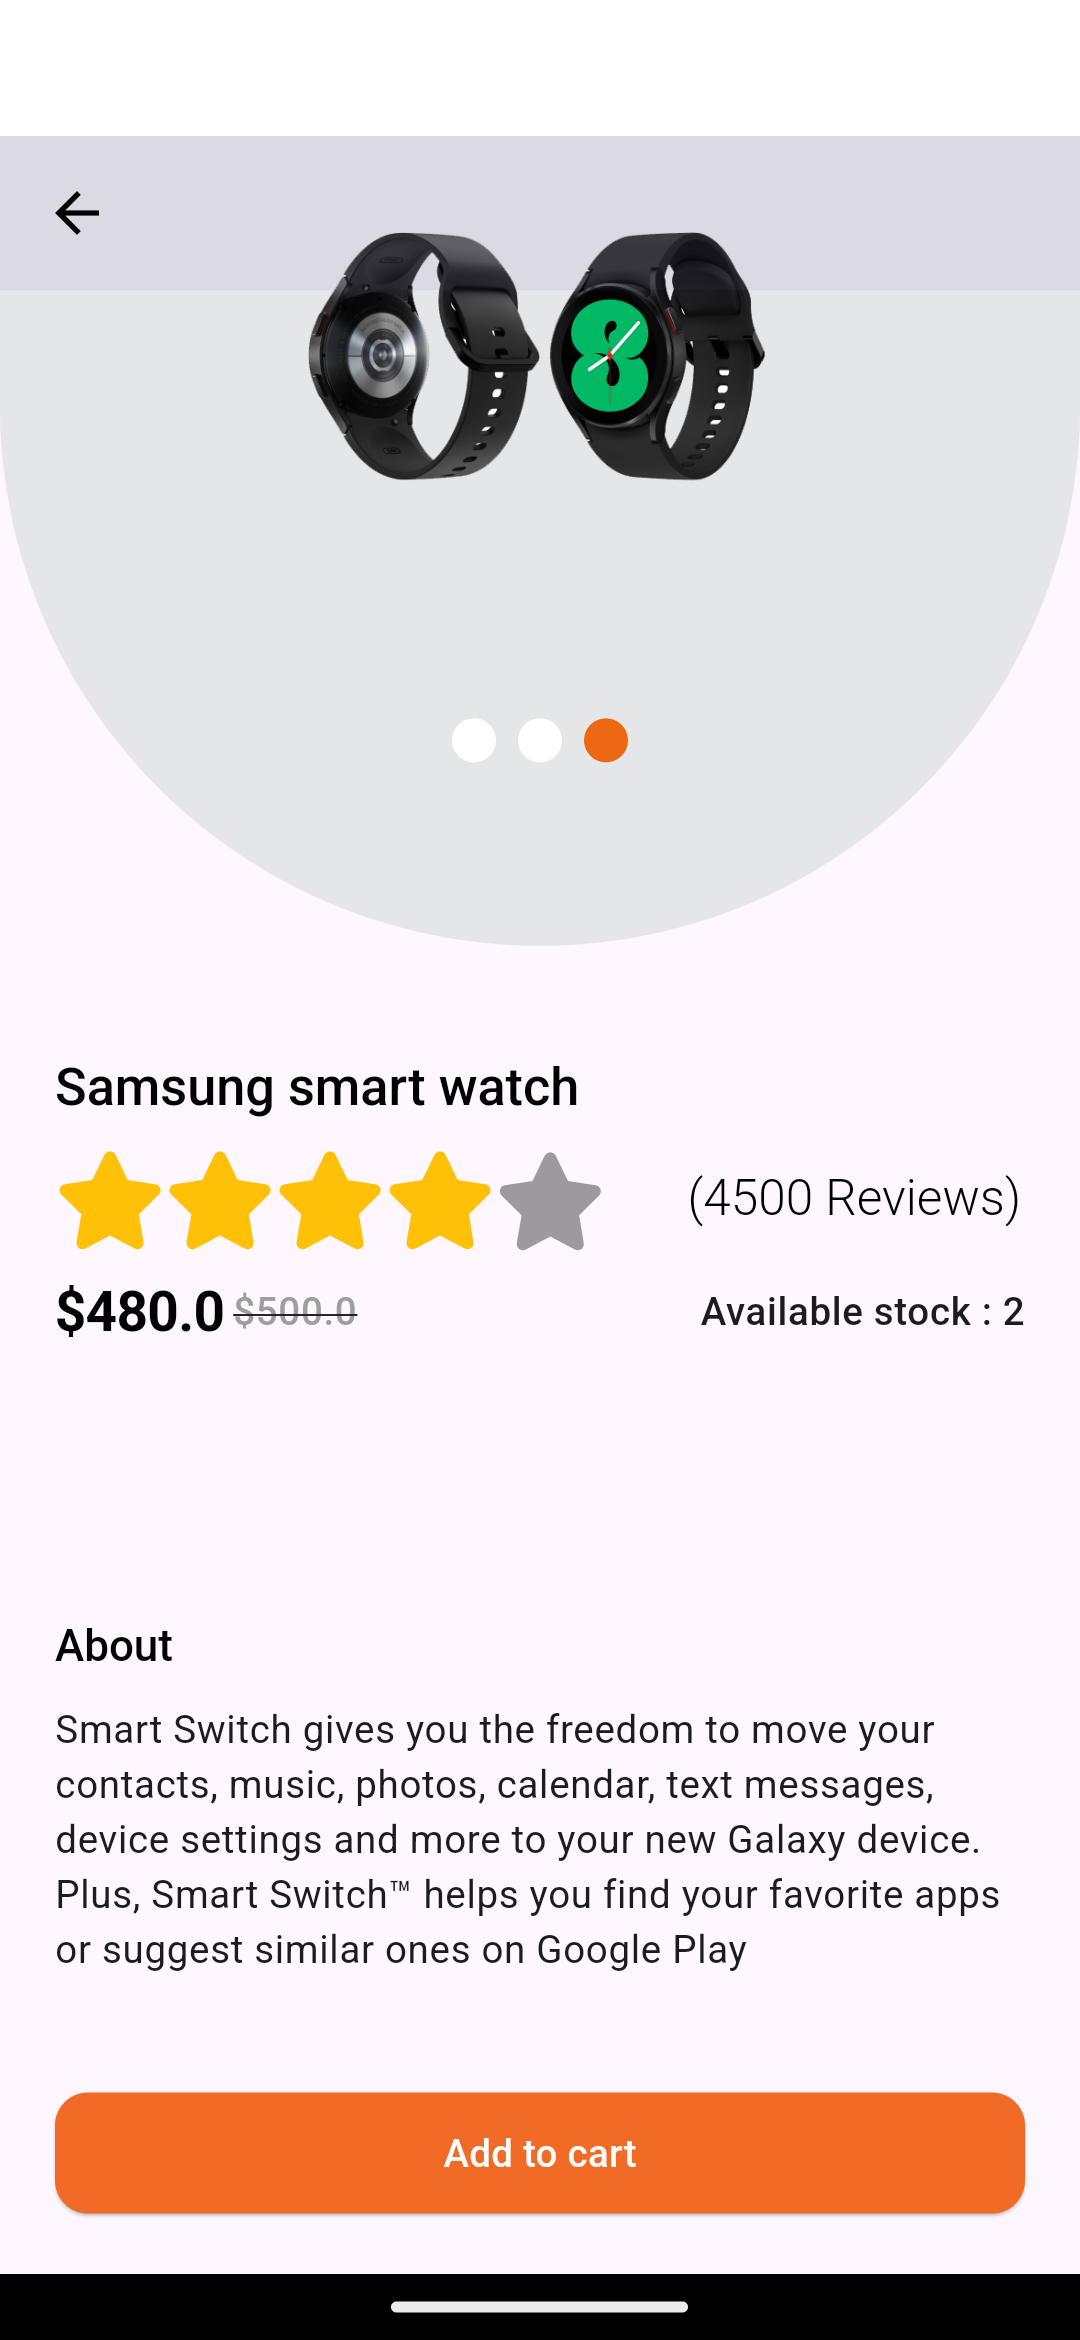 Samsung smart watch
(4500 Reviews)
$480.0 $500.0
Available stock : 2
About
Smart Switch gives you the freedom to move your
contacts, music, photos, calendar, text messages,
device settings and more to your new Galaxy device.
Plus, Smart Switch™ helps you find your favorite apps
or suggest similar ones on Google Play
Add to cart